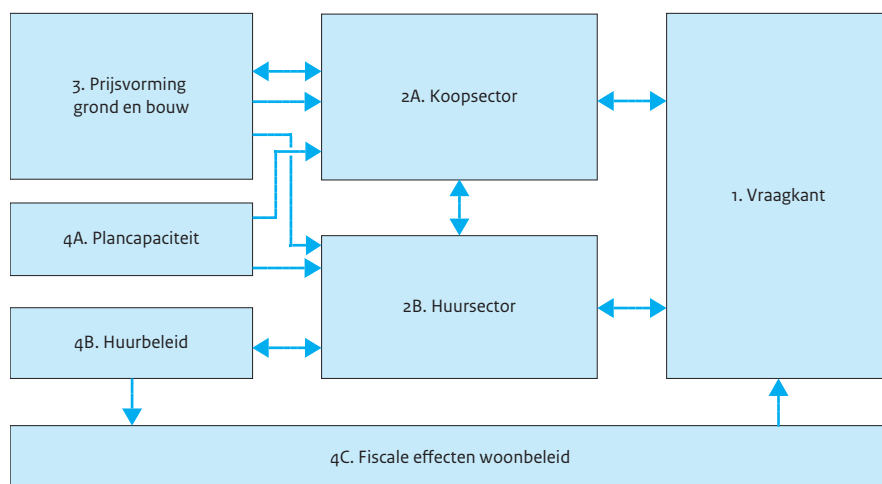 3. Prijsvorming
grond en bouw
2A. Koopsector
1. Vraagkant
4A. Plancapaciteit
2B. Huursector
4B. Huurbeleid
4C. Fiscale effecten woonbeleid